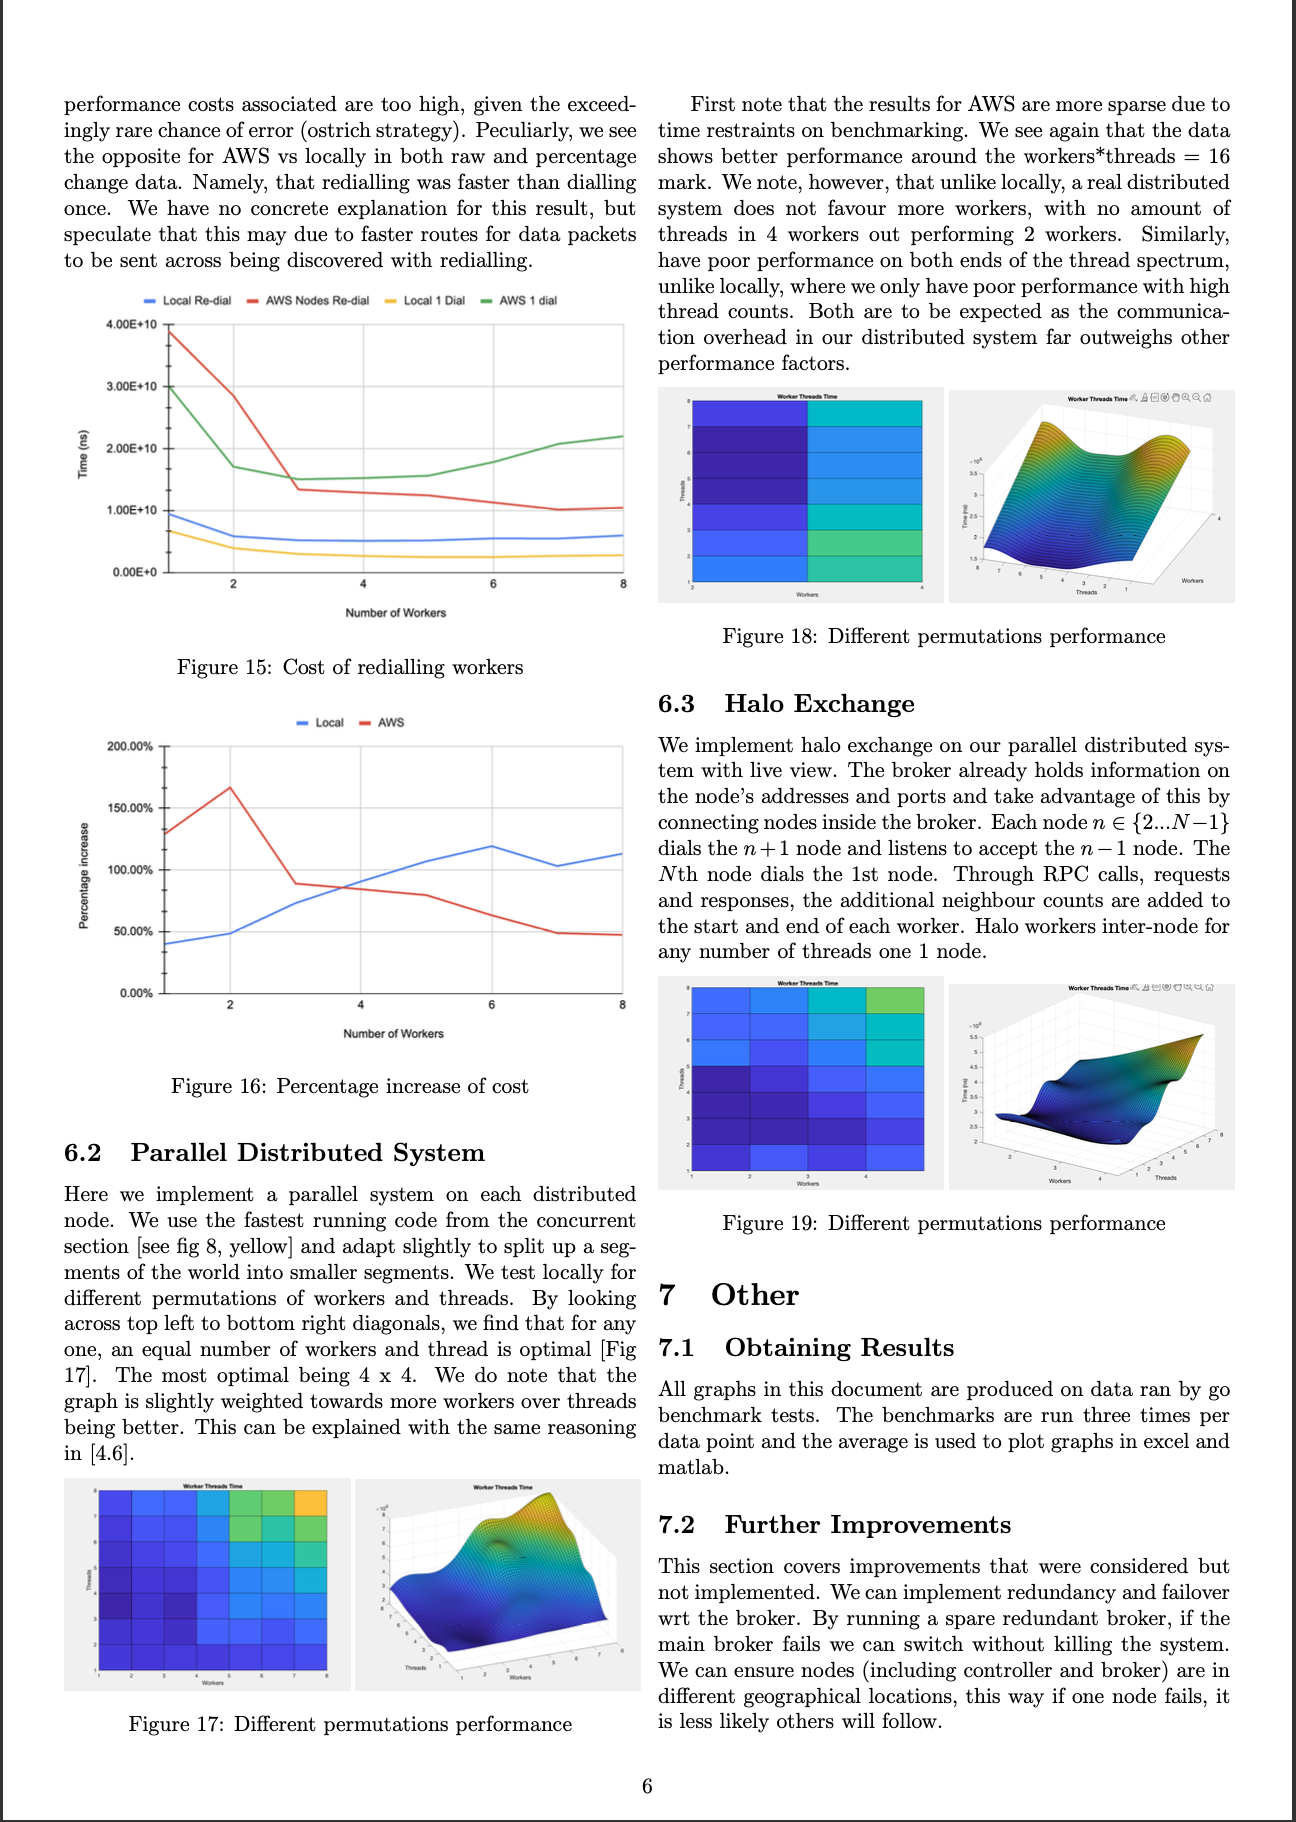 performance costs associated are too high, given the exceed-
ingly rare chance of error (ostrich strategy). Peculiarly, we see
the opposite for AWS vs locally in both raw and percentage
change data. Namely, that redialling was faster than dialling
once. We have no concrete explanation for this result, but
speculate that this may due to faster routes for data packets
to be sent across being discovered with redialling.
Local Re-dial AWS Nodes Re-dial Local 1 Dial AWS 1 dial
4.00E+10
3.00E+10
2.00E+10
1.00E+10
0.00E+0
Time (ns)
2 4 6 8
Number of Workers
Figure 15: Cost of redialling workers
Local AWS
200.00%
150.00%
100.00%
50.00%
0.00%
Percentage increase
2 4 6 8
Number of Workers
Figure 16: Percentage increase of cost
6.2 Parallel Distributed System
Here we implement a parallel system on each distributed
node. We use the fastest running code from the concurrent
section [see fig 8, yellow] and adapt slightly to split up a seg-
ments of the world into smaller segments. We test locally for
different permutations of workers and threads. By looking
across top left to bottom right diagonals, we find that for any
one, an equal number of workers and thread is optimal [Fig
17]. The most optimal being 4 x 4. We do note that the
graph is slightly weighted towards more workers over threads
being better. This can be explained with the same reasoning
in [4.6].
Worker Threads Time
Threads
Workers
Worker Threads Time
Threads
Workers
Figure 17: Different permutations performance
First note that the results for AWS are more sparse due to
time restraints on benchmarking. We see again that the data
shows better performance around the workers*threads = 16
mark. We note, however, that unlike locally, a real distributed
system does not favour more workers, with no amount of
threads in 4 workers out performing 2 workers. Similarly,
have poor performance on both ends of the thread spectrum,
unlike locally, where we only have poor performance with high
thread counts. Both are to be expected as the communica-
tion overhead in our distributed system far outweighs other
performance factors.
Worker Threads Time
Threads
Workers
Worker Threads Time
Time (ns)
Threads
Workers
Figure 18: Different permutations performance
6.3 Halo Exchange
We implement halo exchange on our parallel distributed sys-
tem with live view. The broker already holds information on
the node's addresses and ports and take advantage of this by
connecting nodes inside the broker. Each node n ∈ {2...N−1}
dials the n+1 node and listens to accept the n−1 node. The
Nth node dials the 1st node. Through RPC calls, requests
and responses, the additional neighbour counts are added to
the start and end of each worker. Halo workers inter-node for
any number of threads one 1 node.
Worker Threads Time
Threads
Workers
Worker Threads Time
Time (ns)
Workers
Threads
Figure 19: Different permutations performance
7 Other
7.1 Obtaining Results
All graphs in this document are produced on data ran by go
benchmark tests. The benchmarks are run three times per
data point and the average is used to plot graphs in excel and
matlab.
7.2 Further Improvements
This section covers improvements that were considered but
not implemented. We can implement redundancy and failover
wrt the broker. By running a spare redundant broker, if the
main broker fails we can switch without killing the system.
We can ensure nodes (including controller and broker) are in
different geographical locations, this way if one node fails, it
is less likely others will follow.
6